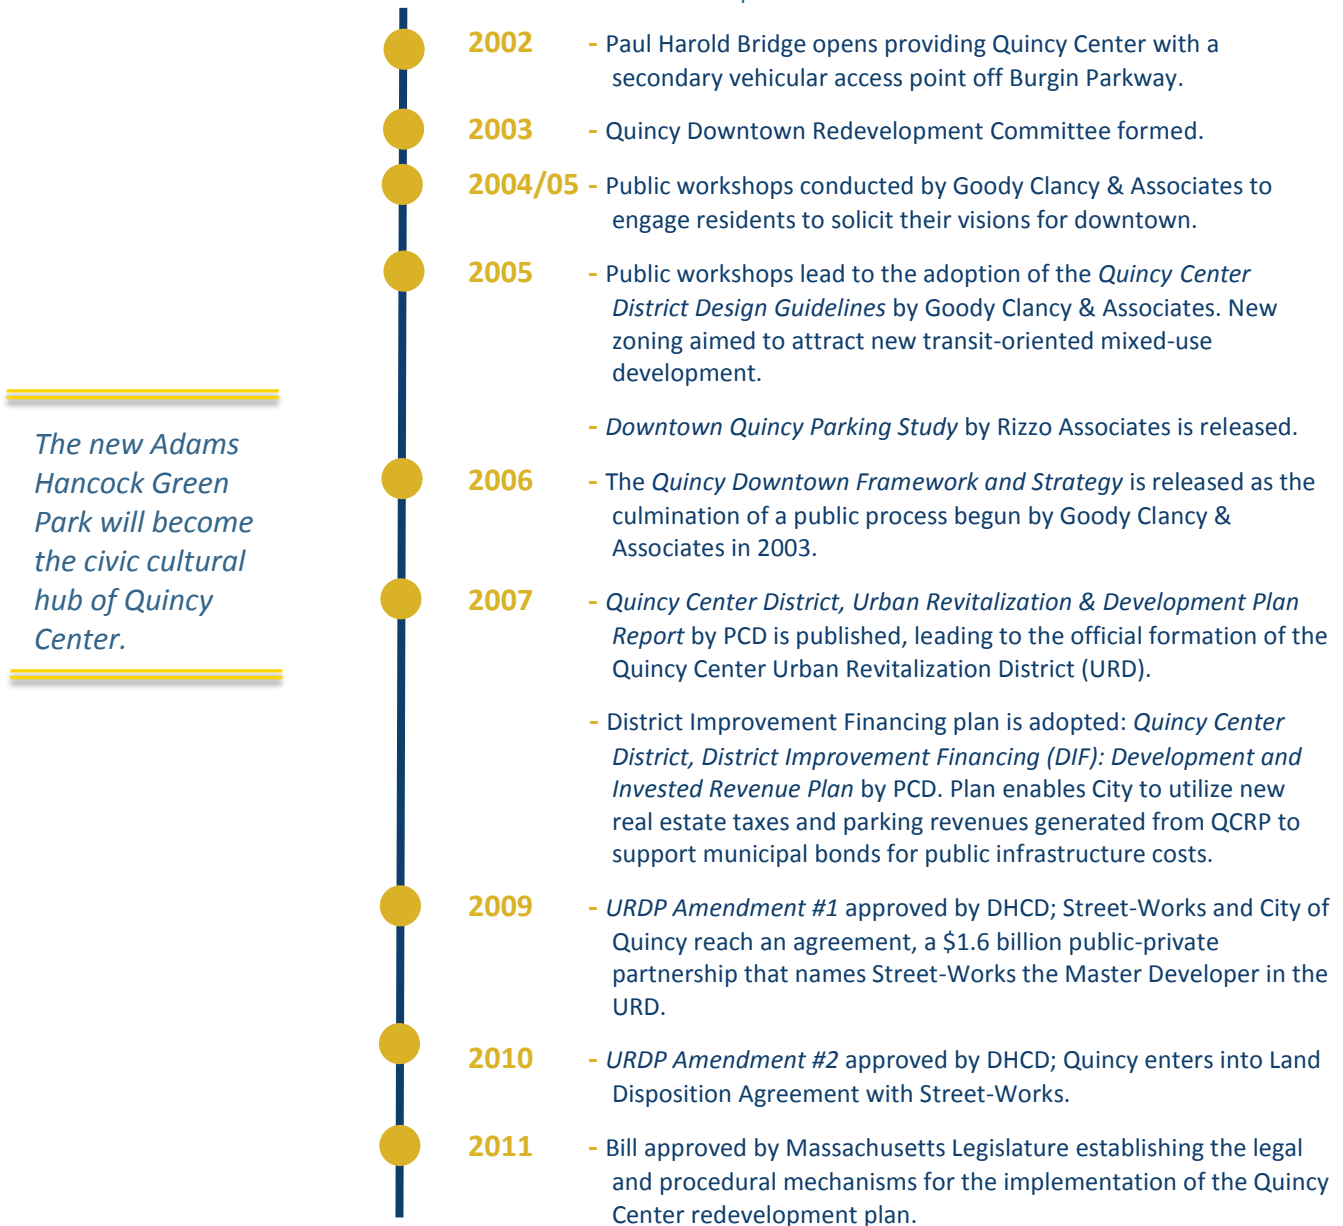 2002 - Paul Harold Bridge opens providing Quincy Center with a
secondary vehicular access point off Burgin Parkway.
2003 - Quincy Downtown Redevelopment Committee formed.
2004/05 - Public workshops conducted by Goody Clancy & Associates to
engage residents to solicit their visions for downtown.
2005 - Public workshops lead to the adoption of the Quincy Center
District Design Guidelines by Goody Clancy & Associates. New
zoning aimed to attract new transit-oriented mixed-use
development.
- Downtown Quincy Parking Study by Rizzo Associates is released.
The new Adams
Hancock Green
Park will become
the civic cultural
hub of Quincy
Center.
2006 - The Quincy Downtown Framework and Strategy is released as the
culmination of a public process begun by Goody Clancy &
Associates in 2003.
2007 - Quincy Center District, Urban Revitalization & Development Plan
Report by PCD is published, leading to the official formation of the
Quincy Center Urban Revitalization District (URD).
- District Improvement Financing plan is adopted: Quincy Center
District, District Improvement Financing (DIF): Development and
Invested Revenue Plan by PCD. Plan enables City to utilize new
real estate taxes and parking revenues generated from QCRP to
support municipal bonds for public infrastructure costs.
2009 - URDP Amendment #1 approved by DHCD; Street-Works and City of
Quincy reach an agreement, a $1.6 billion public-private
partnership that names Street-Works the Master Developer in the
URD.
2010 - URDP Amendment #2 approved by DHCD; Quincy enters into Land
Disposition Agreement with Street-Works.
2011 - Bill approved by Massachusetts Legislature establishing the legal
and procedural mechanisms for the implementation of the Quincy
Center redevelopment plan.